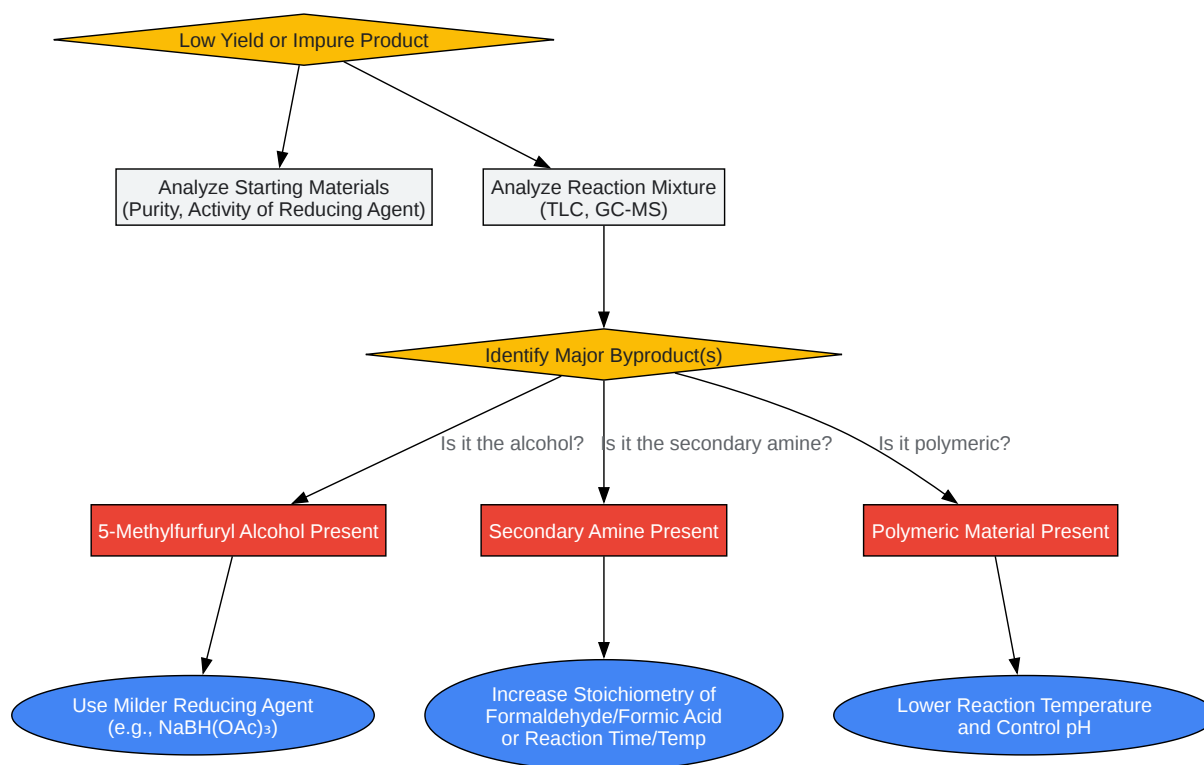 Low Yield or Impure Product
Analyze Starting Materials
(Purity, Activity of Reducing Agent)
Analyze Reaction Mixture
(TLC, GC-MS)
Identify Major Byproduct(s)
Is it the alcohol?
Is it the secondary amine?
Is it polymeric?
5-Methylfurfuryl Alcohol Present
Secondary Amine Present
Polymeric Material Present
Use Milder Reducing Agent
(e.g., NaBH(OAc)₃)
Increase Stoichiometry of
Formaldehyde/Formic Acid
or Reaction Time/Temp
Lower Reaction Temperature
and Control pH